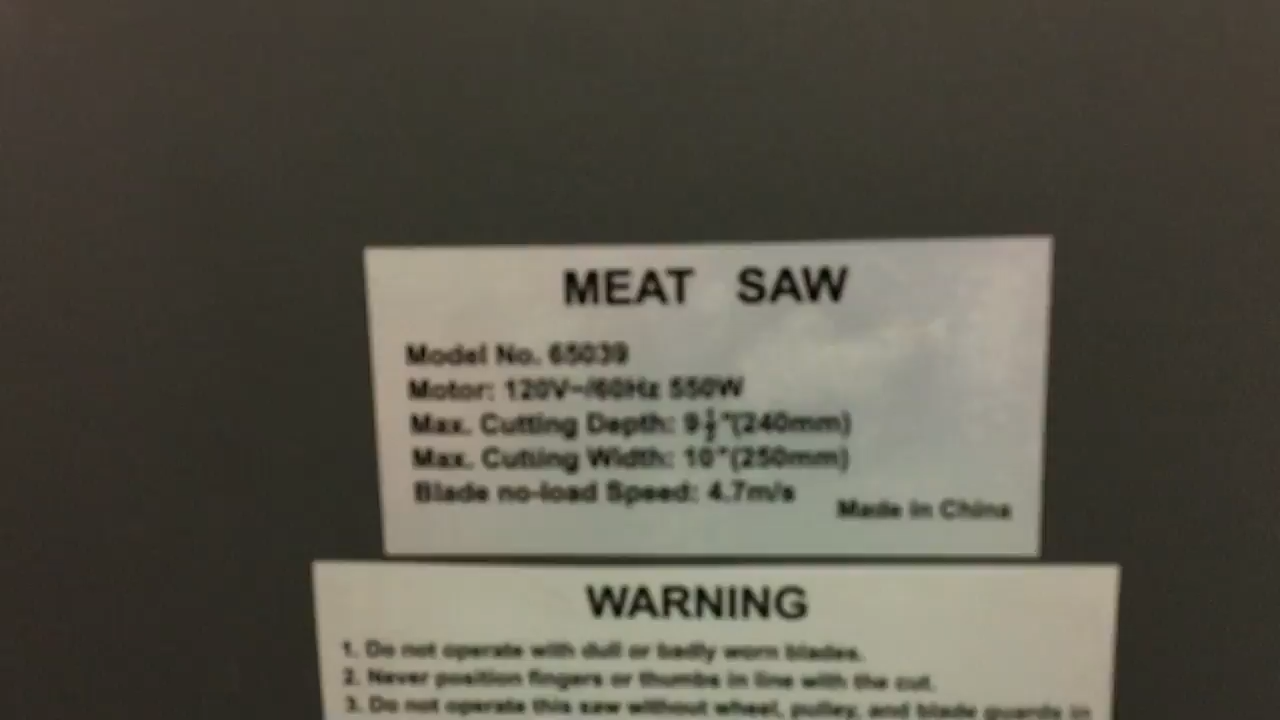 MEAT SAW
Model No. 65039
Motor: 120V~/60Hz 550W
Max. Cutting Depth: 9½"(240mm)
Max. Cutting Width: 10"(250mm)
Blade no-load Speed: 4.7m/s
Made in China
WARNING
1. Do not operate with dull or badly worn blades.
2. Never position fingers or thumbs in line with the cut.
3. Do not operate this saw without wheel, pulley, and blade guards in